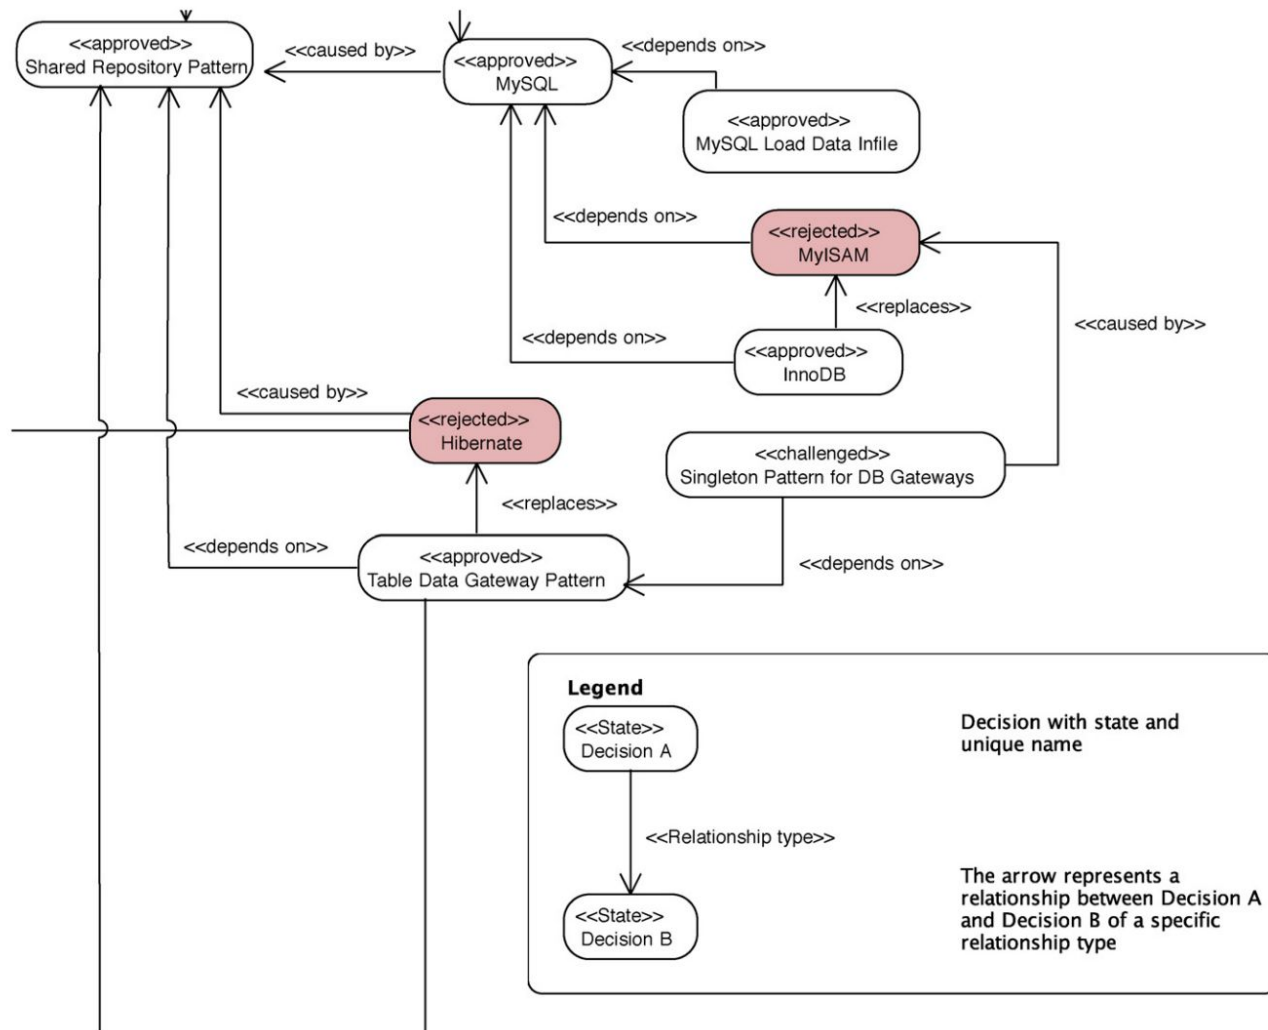 <<approved>>
Shared Repository Pattern
<<caused by>>
<<approved>>
MySQL
<<depends on>>
<<approved>>
MySQL Load Data Infile
<<depends on>>
<<rejected>>
MyISAM
<<replaces>>
<<caused by>>
<<depends on>>
<<approved>>
InnoDB
<<caused by>>
<<rejected>>
Hibernate
<<challenged>>
Singleton Pattern for DB Gateways
<<replaces>>
<<depends on>>
<<approved>>
Table Data Gateway Pattern
<<depends on>>
Legend
<<State>>
Decision A
Decision with state and
unique name
<<Relationship type>>
<<State>>
Decision B
The arrow represents a
relationship between Decision A
and Decision B of a specific
relationship type